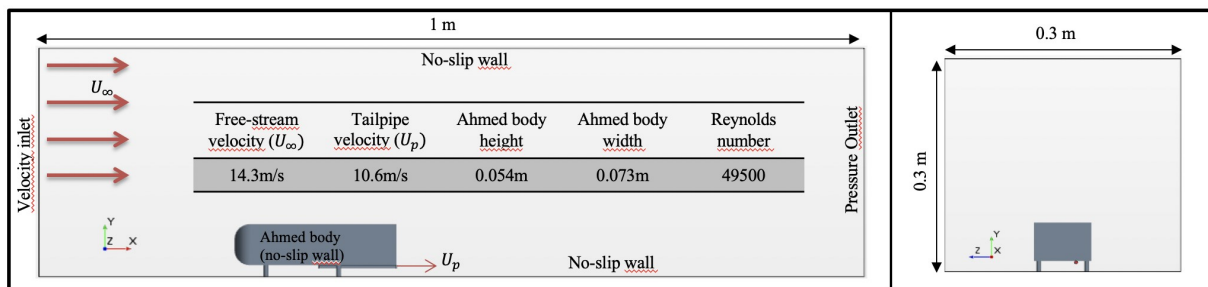 1 m
No-slip wall
U∞
Velocity inlet
Free-stream velocity (U∞)
Tailpipe velocity (Up)
Ahmed body height
Ahmed body width
Reynolds number
14.3m/s
10.6m/s
0.054m
0.073m
49500
Pressure Outlet
Y
Z
X
Ahmed body
(no-slip wall)
Up
No-slip wall
0.3 m
0.3 m
Y
Z
X